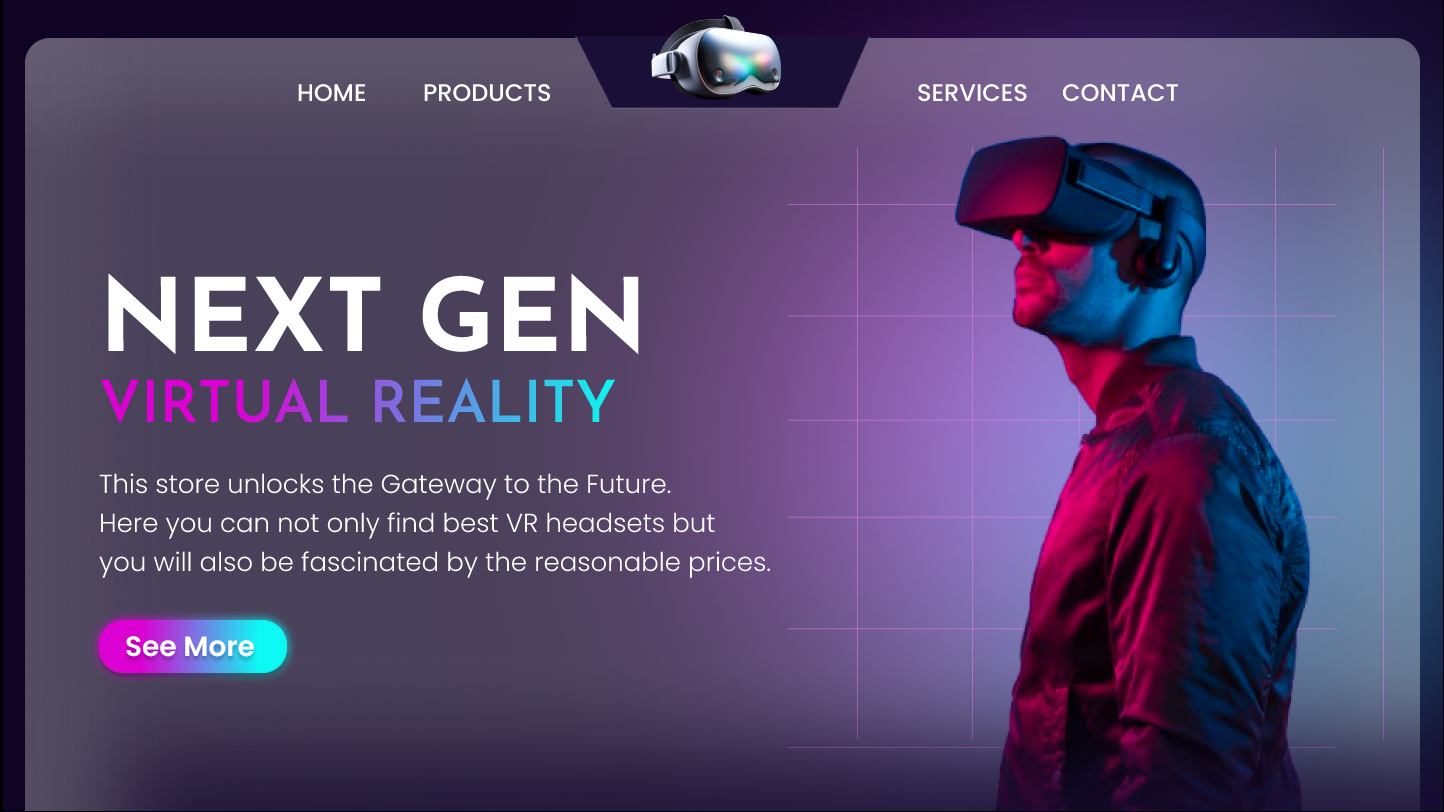 HOME PRODUCTS SERVICES CONTACT
NEXT GEN
VIRTUAL REALITY
This store unlocks the Gateway to the Future.
Here you can not only find best VR headsets but
you will also be fascinated by the reasonable prices.
See More